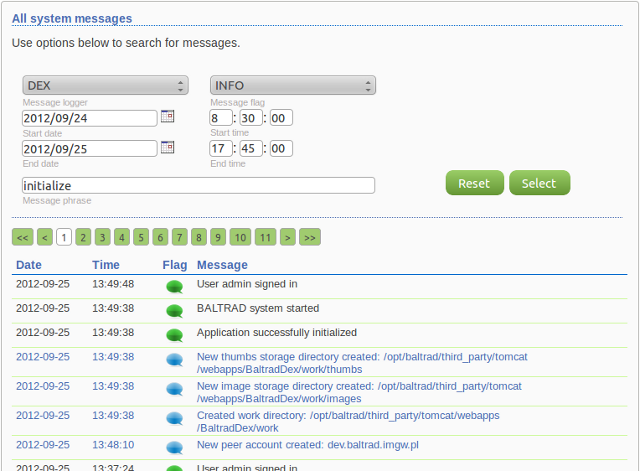 All system messages
Use options below to search for messages.
DEX INFO
Message logger Message flag
2012/09/24 8 : 30 : 00
Start date Start time
2012/09/25 17 : 45 : 00
End date End time
initialize Reset Select
Message phrase
<< < 1 2 3 4 5 6 7 8 9 10 11 > >>
Date Time Flag Message
2012-09-25 13:49:48 User admin signed in
2012-09-25 13:49:38 BALTRAD system started
2012-09-25 13:49:38 Application successfully initialized
2012-09-25 13:49:38 New thumbs storage directory created: /opt/baltrad/third_party/tomcat
/webapps/BaltradDex/work/thumbs
2012-09-25 13:49:38 New image storage directory created: /opt/baltrad/third_party/tomcat
/webapps/BaltradDex/work/images
2012-09-25 13:49:38 Created work directory: /opt/baltrad/third_party/tomcat/webapps
/BaltradDex/work
2012-09-25 13:48:10 New peer account created: dev.baltrad.imgw.pl
2012-09-25 13:37:24 User admin signed in